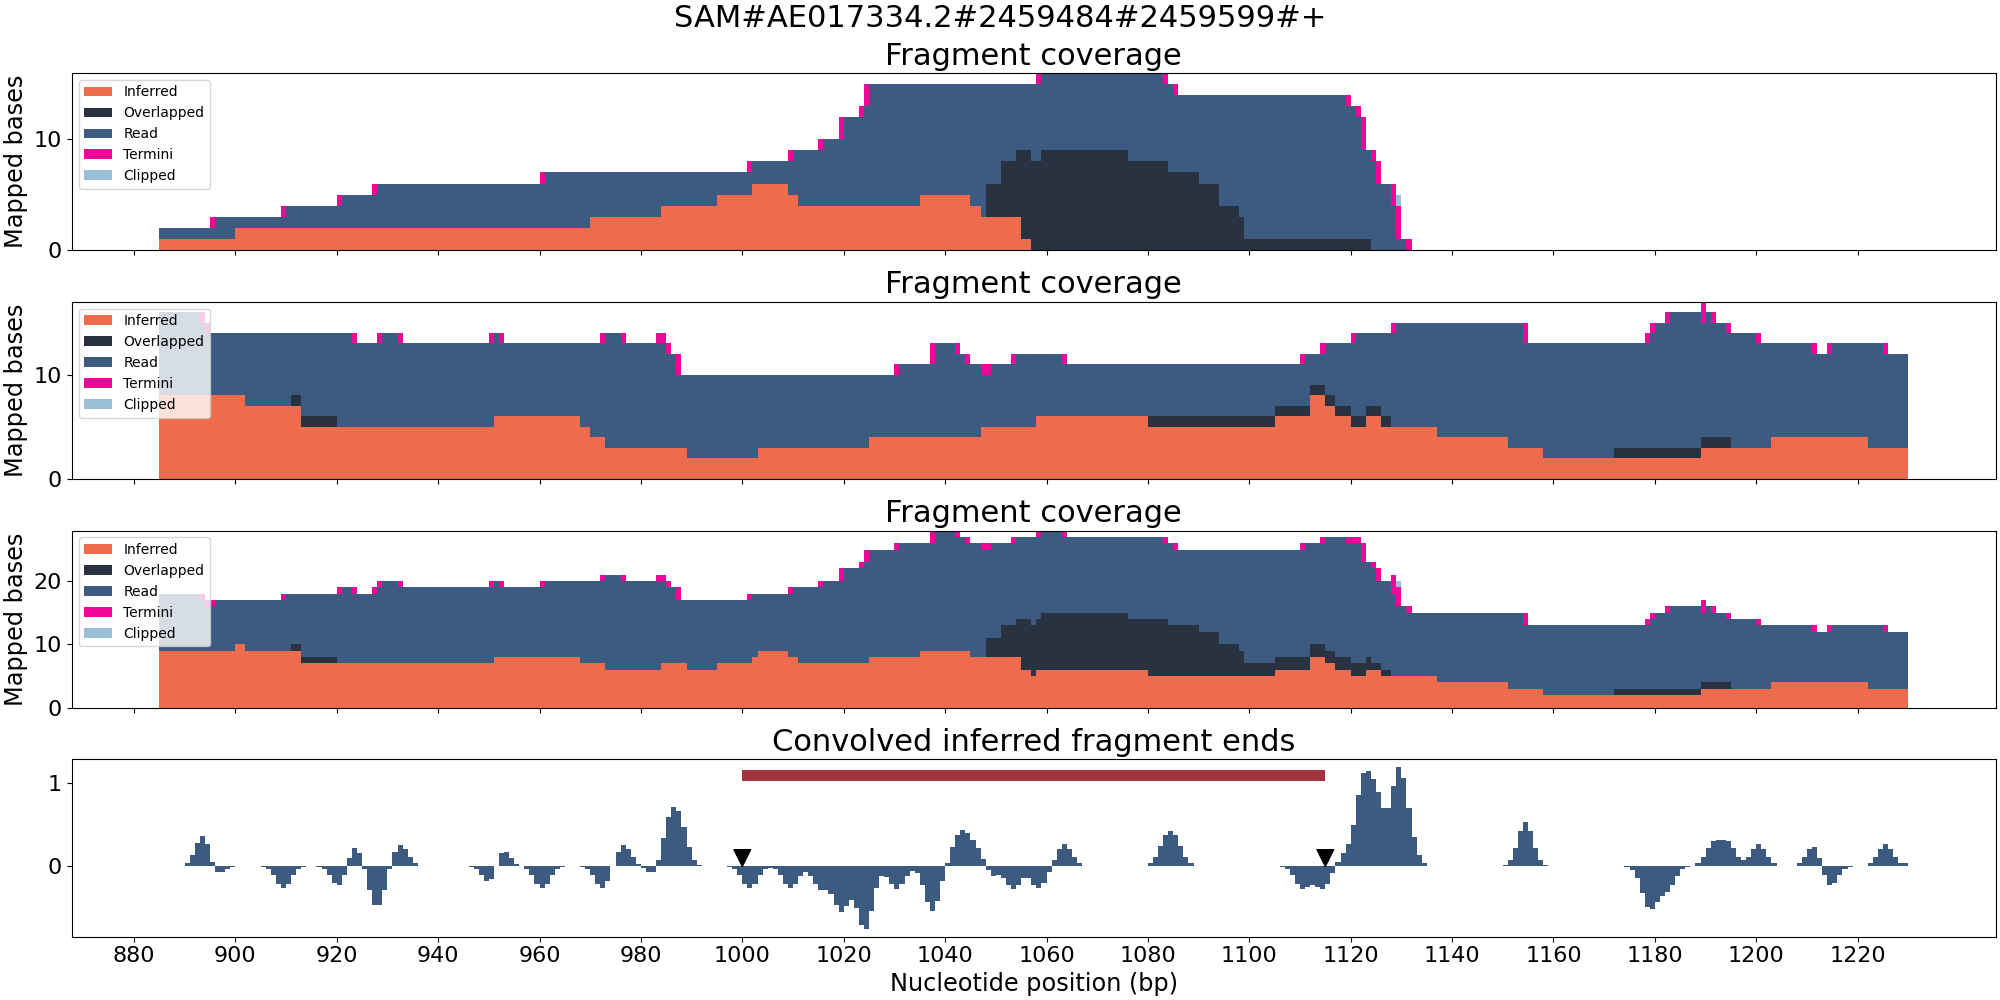 SAM#AE017334.2#2459484#2459599#+
Fragment coverage
Mapped bases
10
0
Inferred
Overlapped
Read
Termini
Clipped
Fragment coverage
Mapped bases
10
0
Inferred
Overlapped
Read
Termini
Clipped
Fragment coverage
Mapped bases
20
10
0
Inferred
Overlapped
Read
Termini
Clipped
Convolved inferred fragment ends
1
0
880 900 920 940 960 980 1000 1020 1040 1060 1080 1100 1120 1140 1160 1180 1200 1220
Nucleotide position (bp)